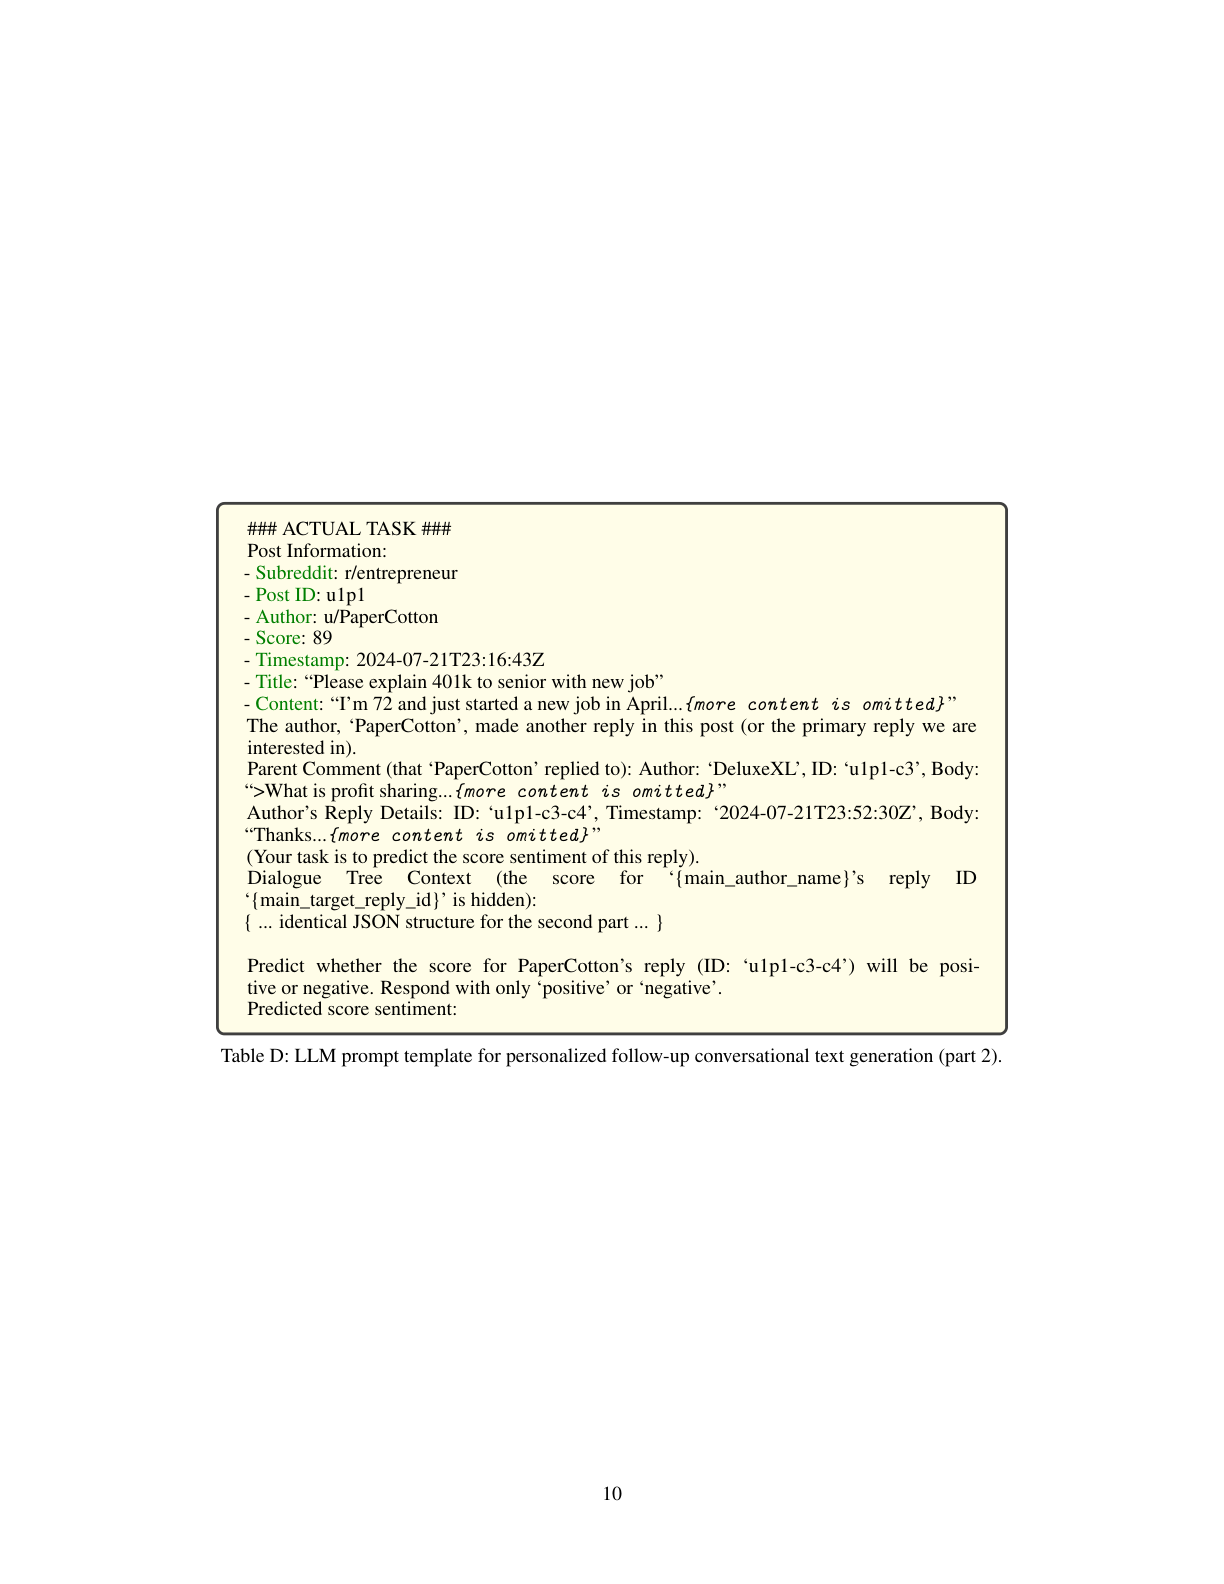 ### ACTUAL TASK ###
Post Information:
- Subreddit: r/entrepreneur
- Post ID: u1p1
- Author: u/PaperCotton
- Score: 89
- Timestamp: 2024-07-21T23:16:43Z
- Title: “Please explain 401k to senior with new job”
- Content: “I’m 72 and just started a new job in April...{more content is omitted}”
The author, ‘PaperCotton’, made another reply in this post (or the primary reply we are
interested in).
Parent Comment (that ‘PaperCotton’ replied to): Author: ‘DeluxeXL’, ID: ‘u1p1-c3’, Body:
“>What is profit sharing...{more content is omitted}”
Author’s Reply Details: ID: ‘u1p1-c3-c4’, Timestamp: ‘2024-07-21T23:52:30Z’, Body:
“Thanks...{more content is omitted}”
(Your task is to predict the score sentiment of this reply).
Dialogue Tree Context (the score for ‘{main_author_name}’s reply ID
‘{main_target_reply_id}’ is hidden):
{ ... identical JSON structure for the second part ... }
Predict whether the score for PaperCotton’s reply (ID: ‘u1p1-c3-c4’) will be posi-
tive or negative. Respond with only ‘positive’ or ‘negative’.
Predicted score sentiment:
Table D: LLM prompt template for personalized follow-up conversational text generation (part 2).
10